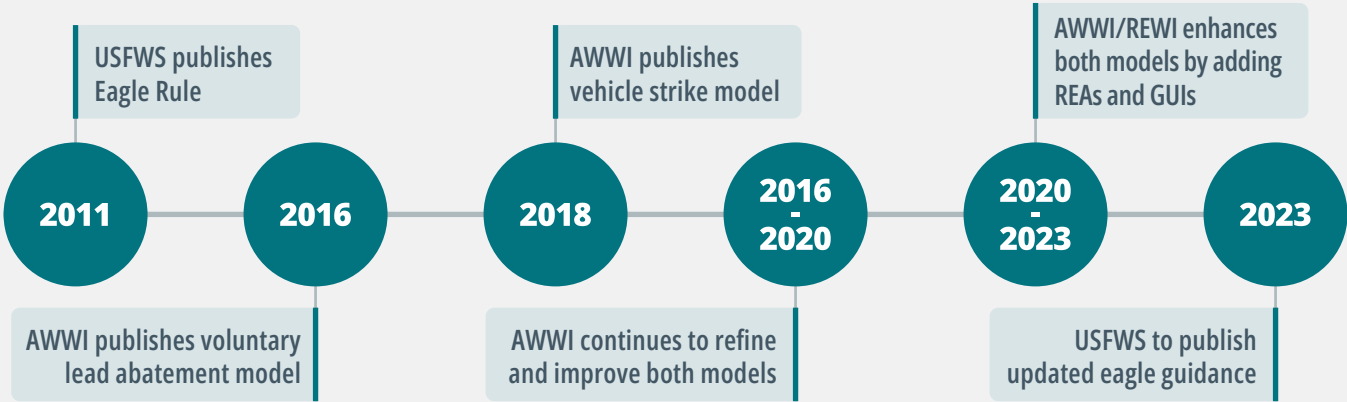 USFWS publishes
Eagle Rule
2011
AWWI publishes voluntary
lead abatement model
2016
AWWI publishes
vehicle strike model
2018
2016
-
2020
AWWI continues to refine
and improve both models
AWWI/REWI enhances
both models by adding
REAs and GUIs
2020
-
2023
2023
USFWS to publish
updated eagle guidance